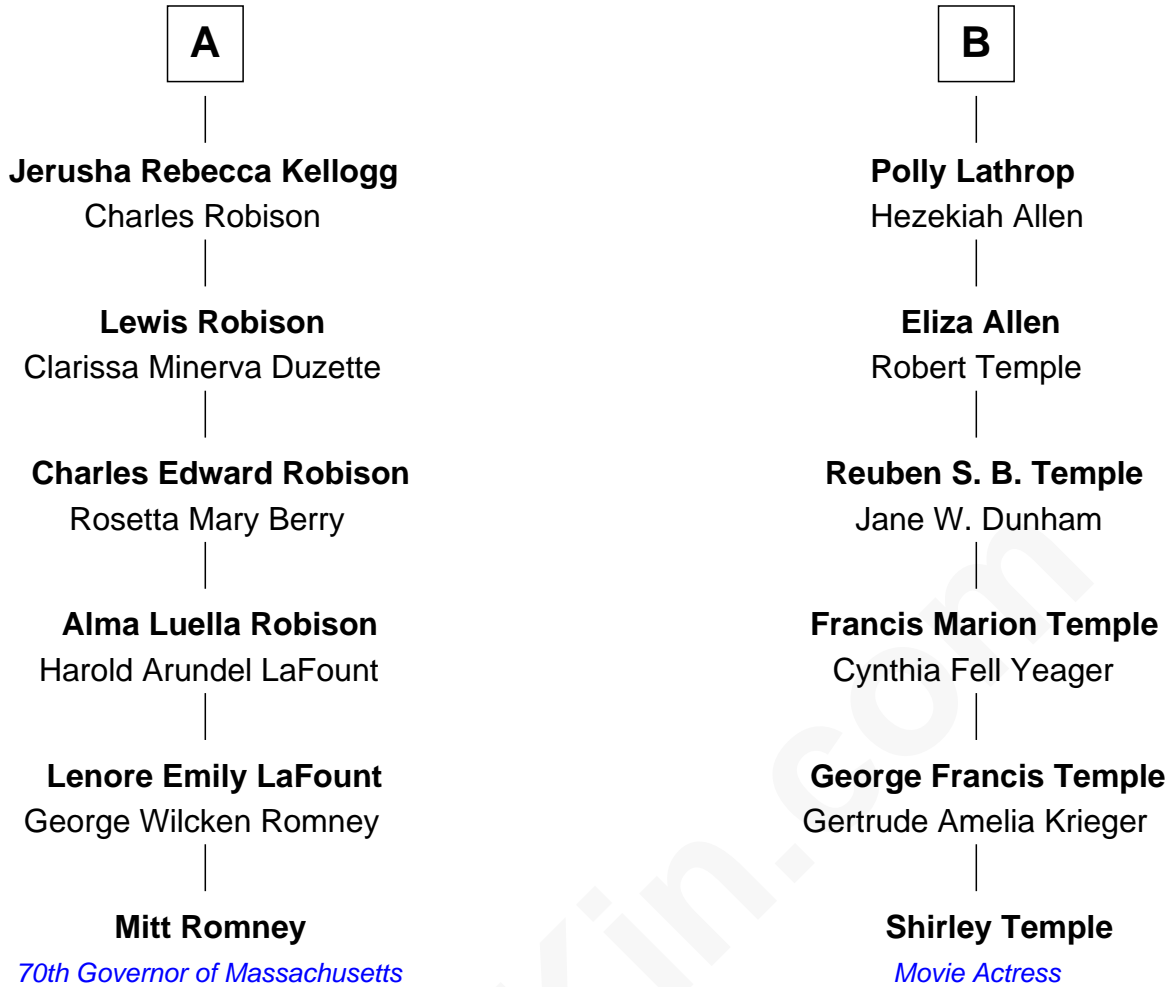 A
Jerusha Rebecca Kellogg
Charles Robison
Lewis Robison
Clarissa Minerva Duzette
Charles Edward Robison
Rosetta Mary Berry
Alma Luella Robison
Harold Arundel LaFount
Lenore Emily LaFount
George Wilcken Romney
Mitt Romney
70th Governor of Massachusetts
B
Polly Lathrop
Hezekiah Allen
Eliza Allen
Robert Temple
Reuben S. B. Temple
Jane W. Dunham
Francis Marion Temple
Cynthia Fell Yeager
George Francis Temple
Gertrude Amelia Krieger
Shirley Temple
Movie Actress
Kin.com